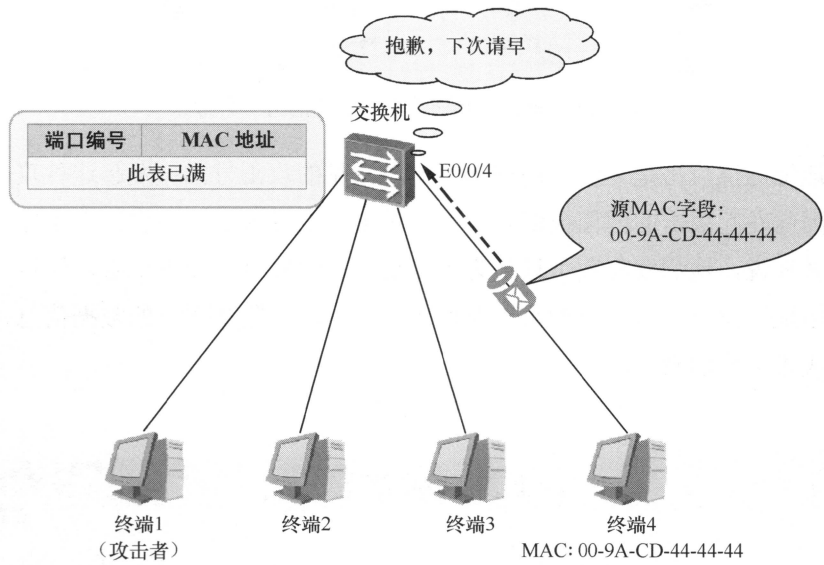 抱歉，下次请早
交换机
端口编号 MAC 地址
此表已满
E0/0/4
源MAC字段：
00-9A-CD-44-44-44
终端1
（攻击者）
终端2
终端3
终端4
MAC: 00-9A-CD-44-44-44